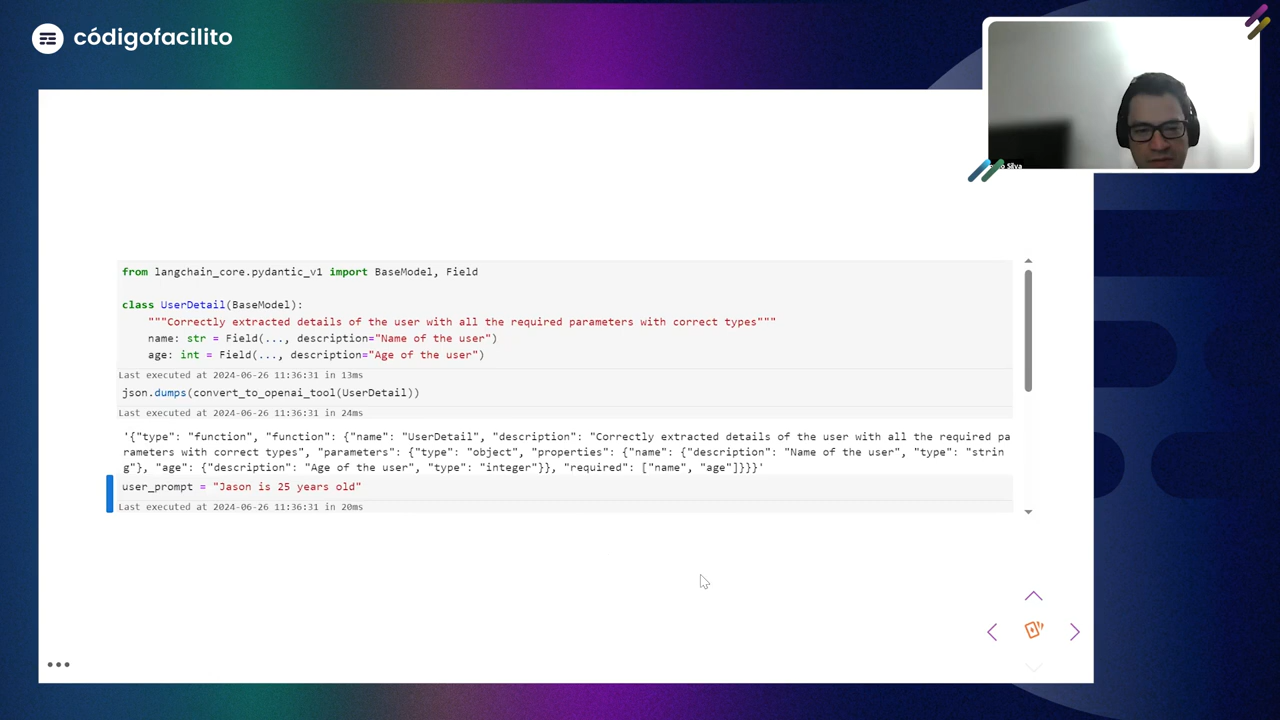 códigofacilito
Silva
from langchain_core.pydantic_v1 import BaseModel, Field
class UserDetail(BaseModel):
"""Correctly extracted details of the user with all the required parameters with correct types"""
name: str = Field(..., description="Name of the user")
age: int = Field(..., description="Age of the user")
Last executed at 2024-06-26 11:36:31 in 13ms
json.dumps(convert_to_openai_tool(UserDetail))
Last executed at 2024-06-26 11:36:31 in 24ms
'{"type": "function", "function": {"name": "UserDetail", "description": "Correctly extracted details of the user with all the required pa
rameters with correct types", "parameters": {"type": "object", "properties": {"name": {"description": "Name of the user", "type": "strin
g"}, "age": {"description": "Age of the user", "type": "integer"}}, "required": ["name", "age"]}}}'
user_prompt = "Jason is 25 years old"
Last executed at 2024-06-26 11:36:31 in 20ms